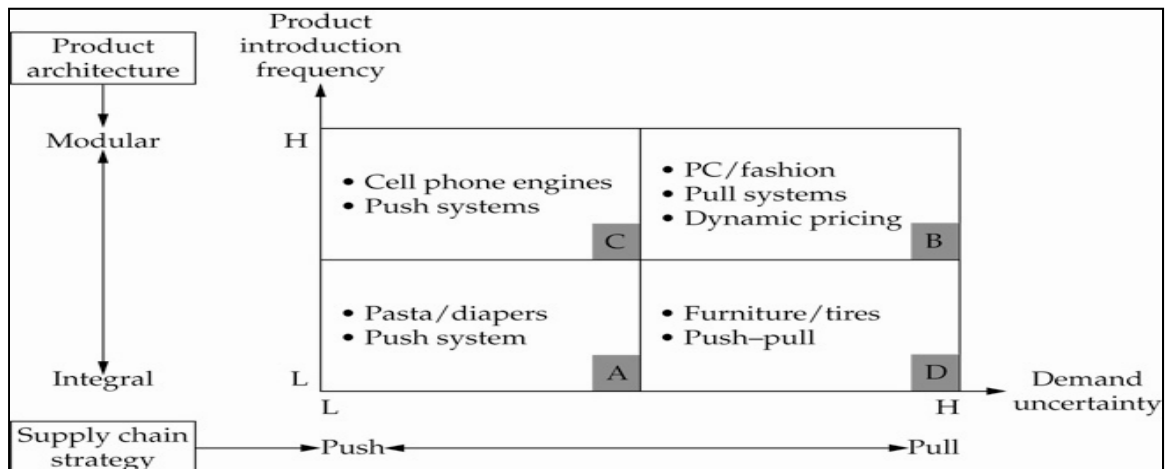 Product
introduction
frequency
Product
architecture
Modular
H
• Cell phone engines
• Push systems
C
• PC/fashion
• Pull systems
• Dynamic pricing
B
• Pasta/diapers
• Push system
A
• Furniture/tires
• Push–pull
D
Integral
L
L
H
Demand
uncertainty
Supply chain
strategy
Push
Pull